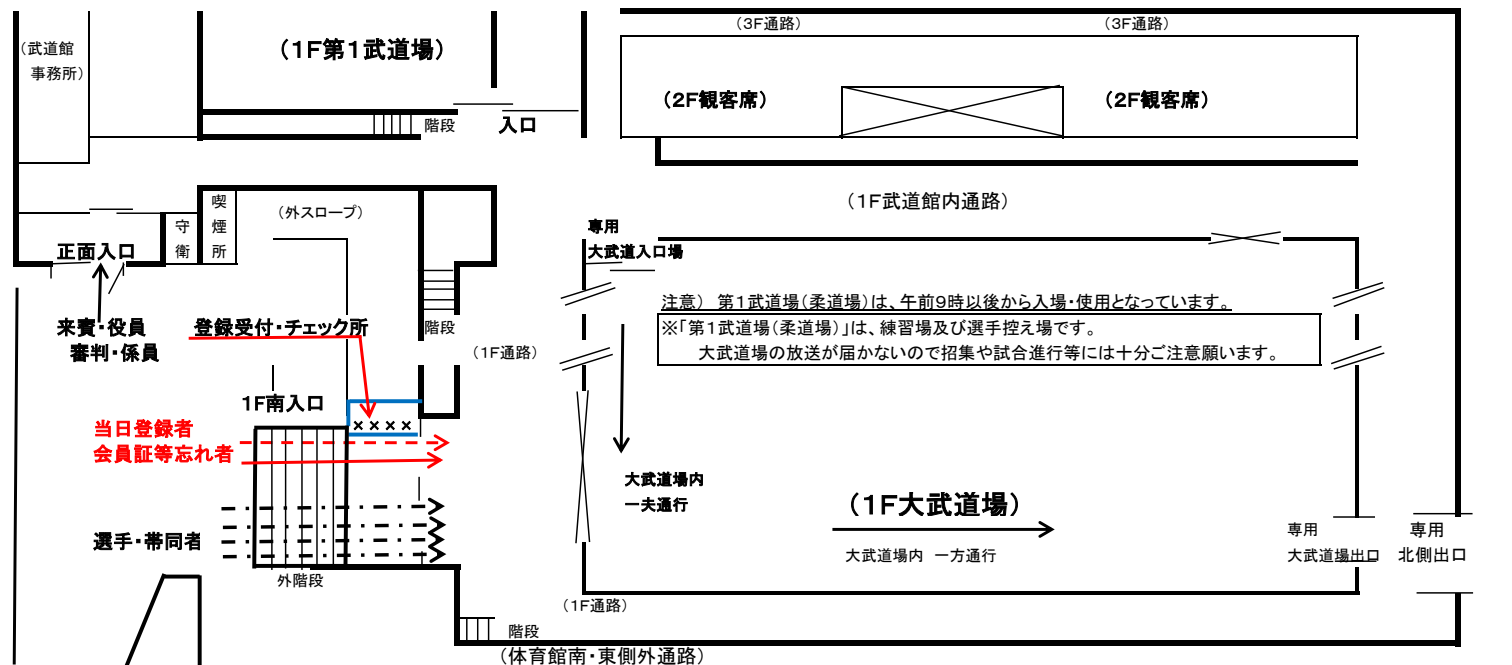 (3F通路)
(3F通路)
(武道館
事務所)
(1F第1武道場)
(2F観客席)
(2F観客席)
階段
入口
喫煙所
(外スロープ)
(1F武道館内通路)
守衛
専用
大武道入口場
正面入口
注意) 第1武道場(柔道場)は、午前9時以後から入場・使用となっています。
来賓・役員
審判・係員
登録受付・チェック所
階段
※「第1武道場(柔道場)」は、練習場及び選手控え場です。
大武道場の放送が届かないので招集や試合進行等には十分ご注意願います。
(1F通路)
1F南入口
××××
当日登録者
会員証等忘れ者
大武道場内
一夫通行
(1F大武道場)
選手・帯同者
大武道場内 一方通行
専用
大武道場出口
専用
北側出口
外階段
(1F通路)
階段
(体育館南・東側外通路)